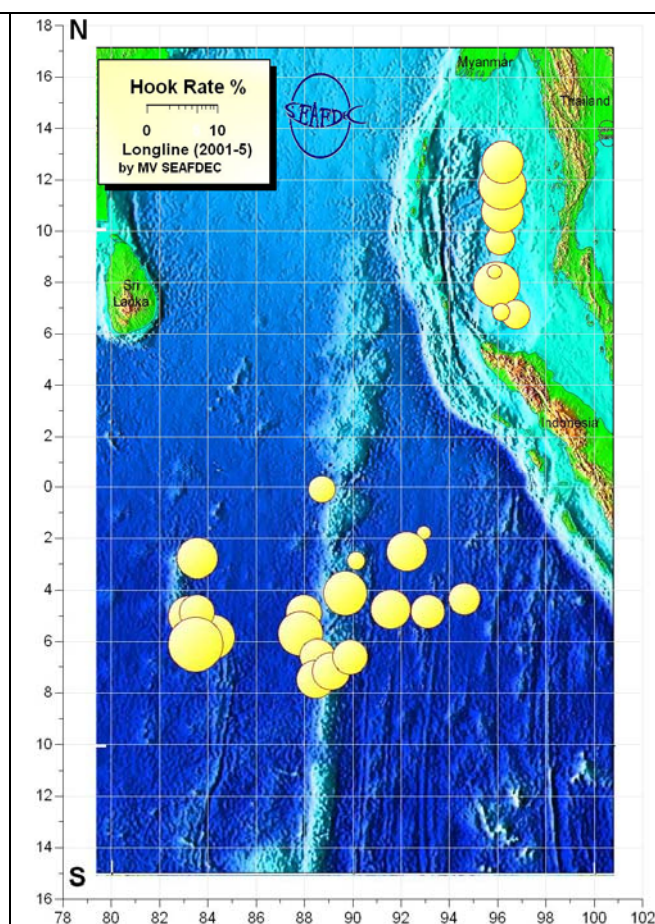 N
18
16
14
12
10
8
6
4
2
0
2
4
6
8
10
12
14
16
S
78 80 82 84 86 88 90 92 94 96 98 100 102
Hook Rate %
0 10
Longline (2001-5)
by MV SEAFDEC
SEAFDEC
Myanmar
Thailand
Sri
Lanka
Indonesia